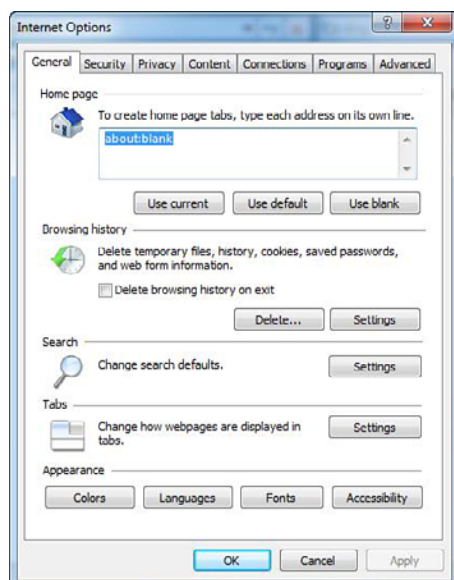 Internet Options
General Security Privacy Content Connections Programs Advanced
Home page
To create home page tabs, type each address on its own line.
about:blank
Use current Use default Use blank
Browsing history
Delete temporary files, history, cookies, saved passwords,
and web form information.
Delete browsing history on exit
Delete... Settings
Search
Change search defaults. Settings
Tabs
Change how webpages are displayed in
tabs.
Settings
Appearance
Colors Languages Fonts Accessibility
OK Cancel Apply